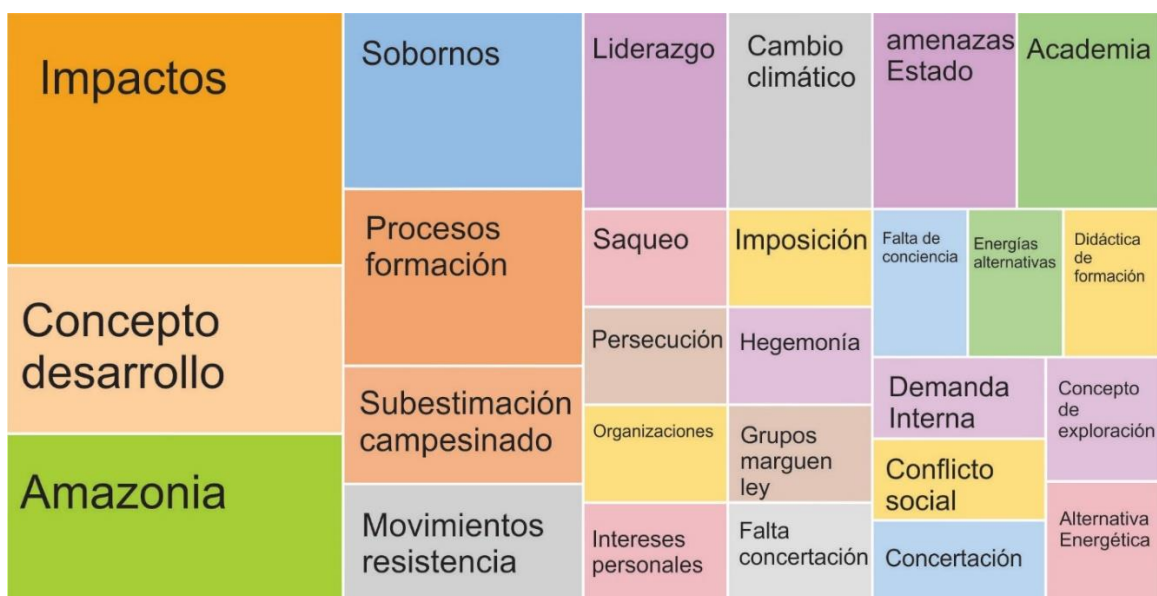 Impactos
Concepto
desarrollo
Amazonia
Sobornos
Procesos
formación
Subestimación
campesinado
Movimientos
resistencia
Liderazgo
Saqueo
Persecución
Organizaciones
Intereses
personales
Cambio
climático
Imposición
Hegemonía
Grupos
marguen
ley
Falta
concertación
amenazas
Estado
Academia
Falta de
conciencia
Energías
alternativas
Didáctica
de
formación
Demanda
Interna
Conflicto
social
Concertación
Concepto
de
exploración
Alternativa
Energética